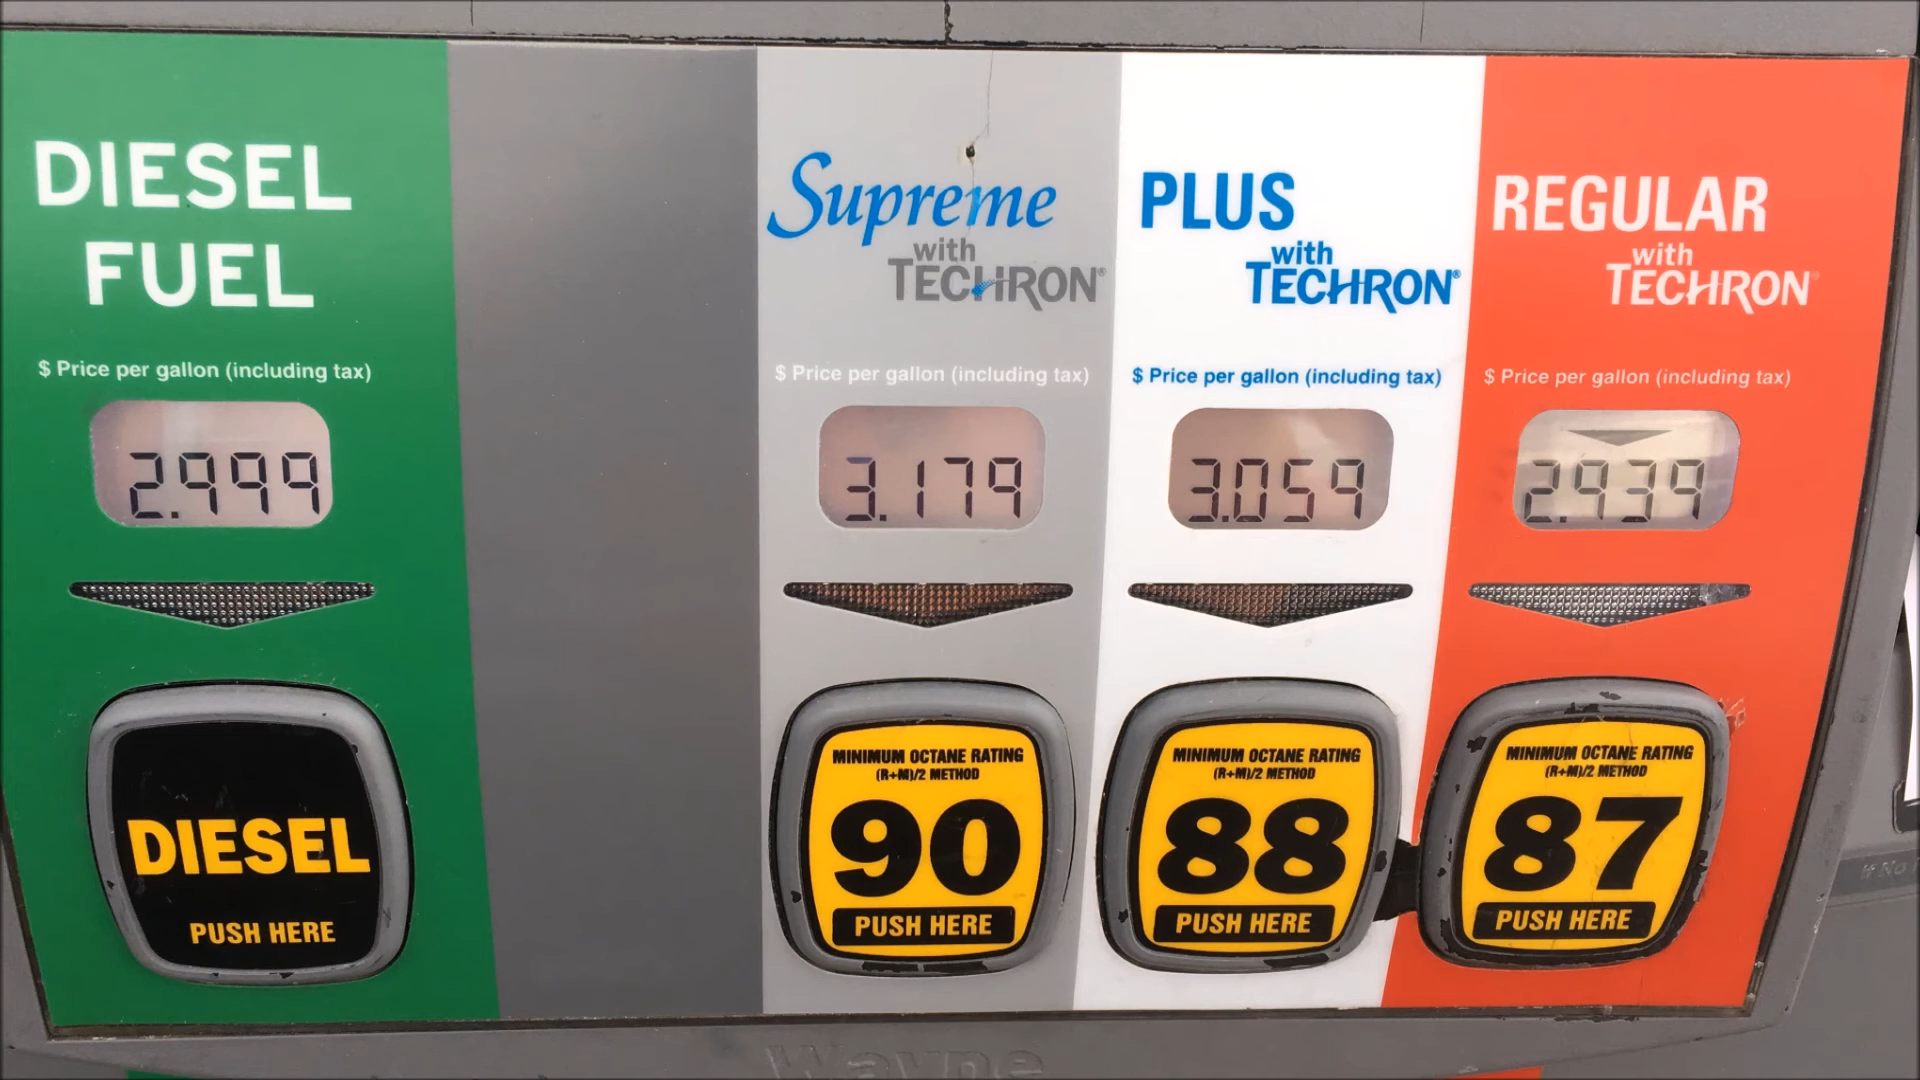 DIESEL
FUEL
$ Price per gallon (including tax)
2.999
DIESEL
PUSH HERE
Supreme
with
TECHRON®
$ Price per gallon (including tax)
3.179
MINIMUM OCTANE RATING
(R+M)/2 METHOD
90
PUSH HERE
PLUS
with
TECHRON®
$ Price per gallon (including tax)
3.059
MINIMUM OCTANE RATING
(R+M)/2 METHOD
88
PUSH HERE
REGULAR
with
TECHRON
$ Price per gallon (including tax)
2.939
MINIMUM OCTANE RATING
(R+M)/2 METHOD
87
PUSH HERE
Wayne